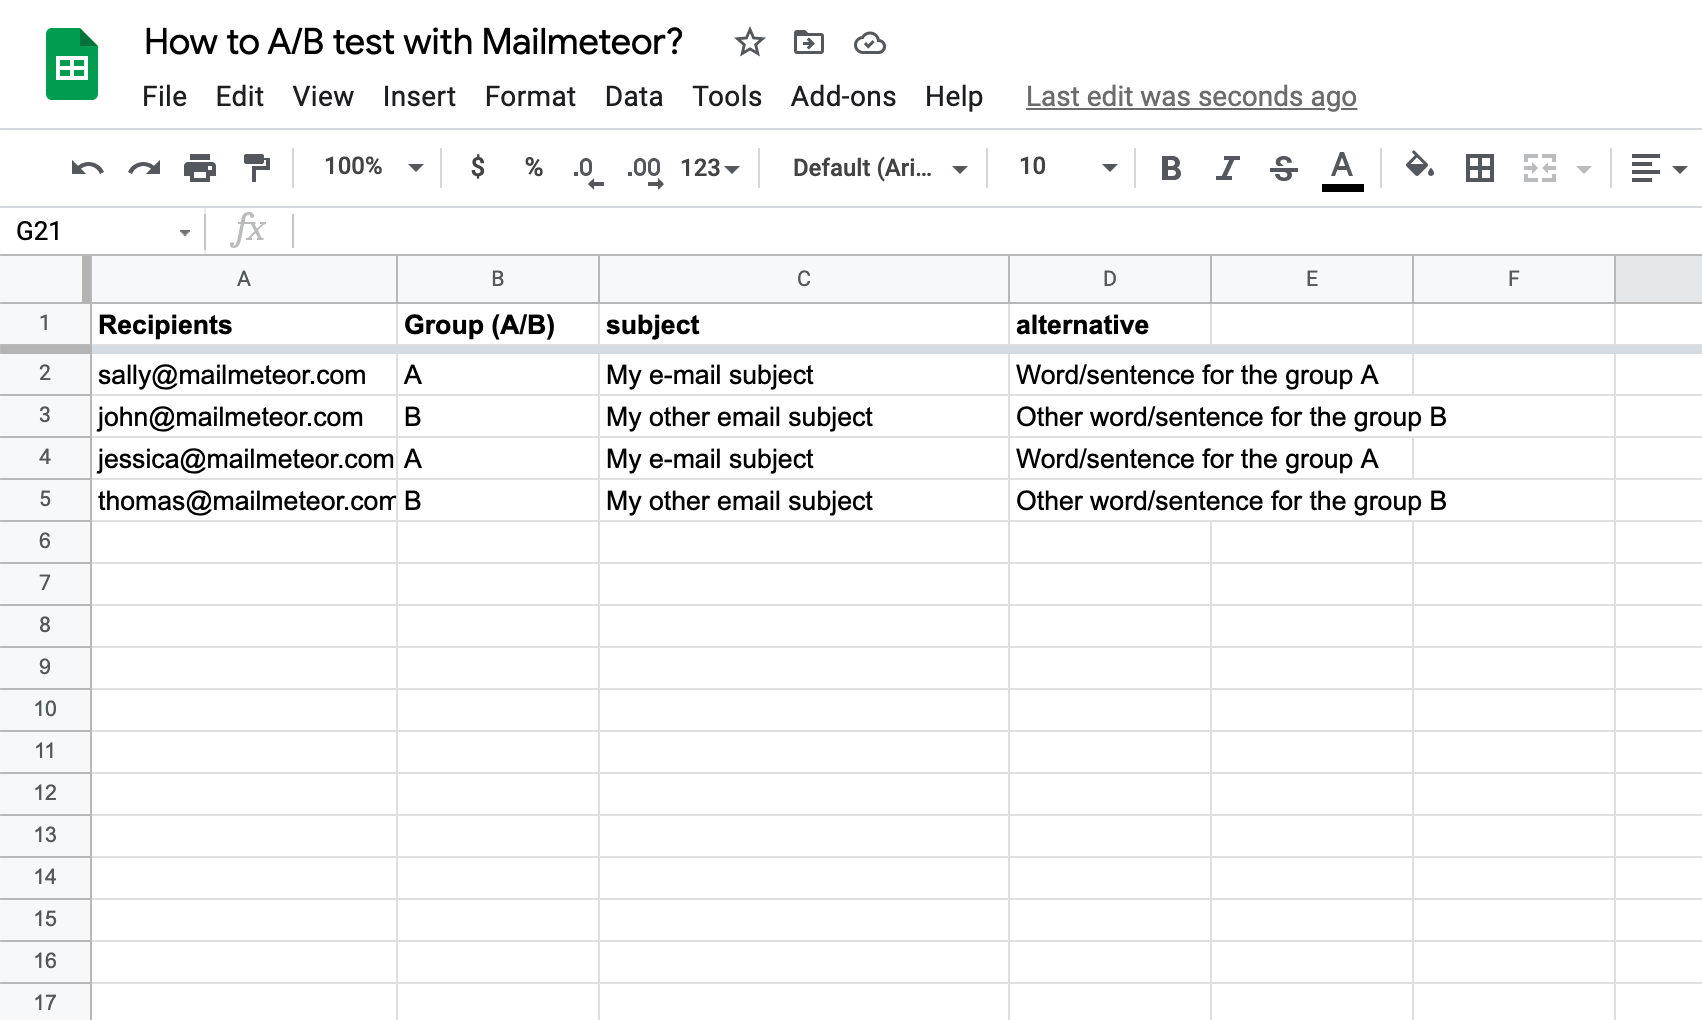 How to A/B test with Mailmeteor?
File Edit View Insert Format Data Tools Add-ons Help Last edit was seconds ago
100% $ % .0 .00 123 Default (Ari... 10 B I S A
G21 fx
A B C D E F
1 Recipients Group (A/B) subject alternative
2 sally@mailmeteor.com A My e-mail subject Word/sentence for the group A
3 john@mailmeteor.com B My other email subject Other word/sentence for the group B
4 jessica@mailmeteor.com A My e-mail subject Word/sentence for the group A
5 thomas@mailmeteor.com B My other email subject Other word/sentence for the group B
6
7
8
9
10
11
12
13
14
15
16
17